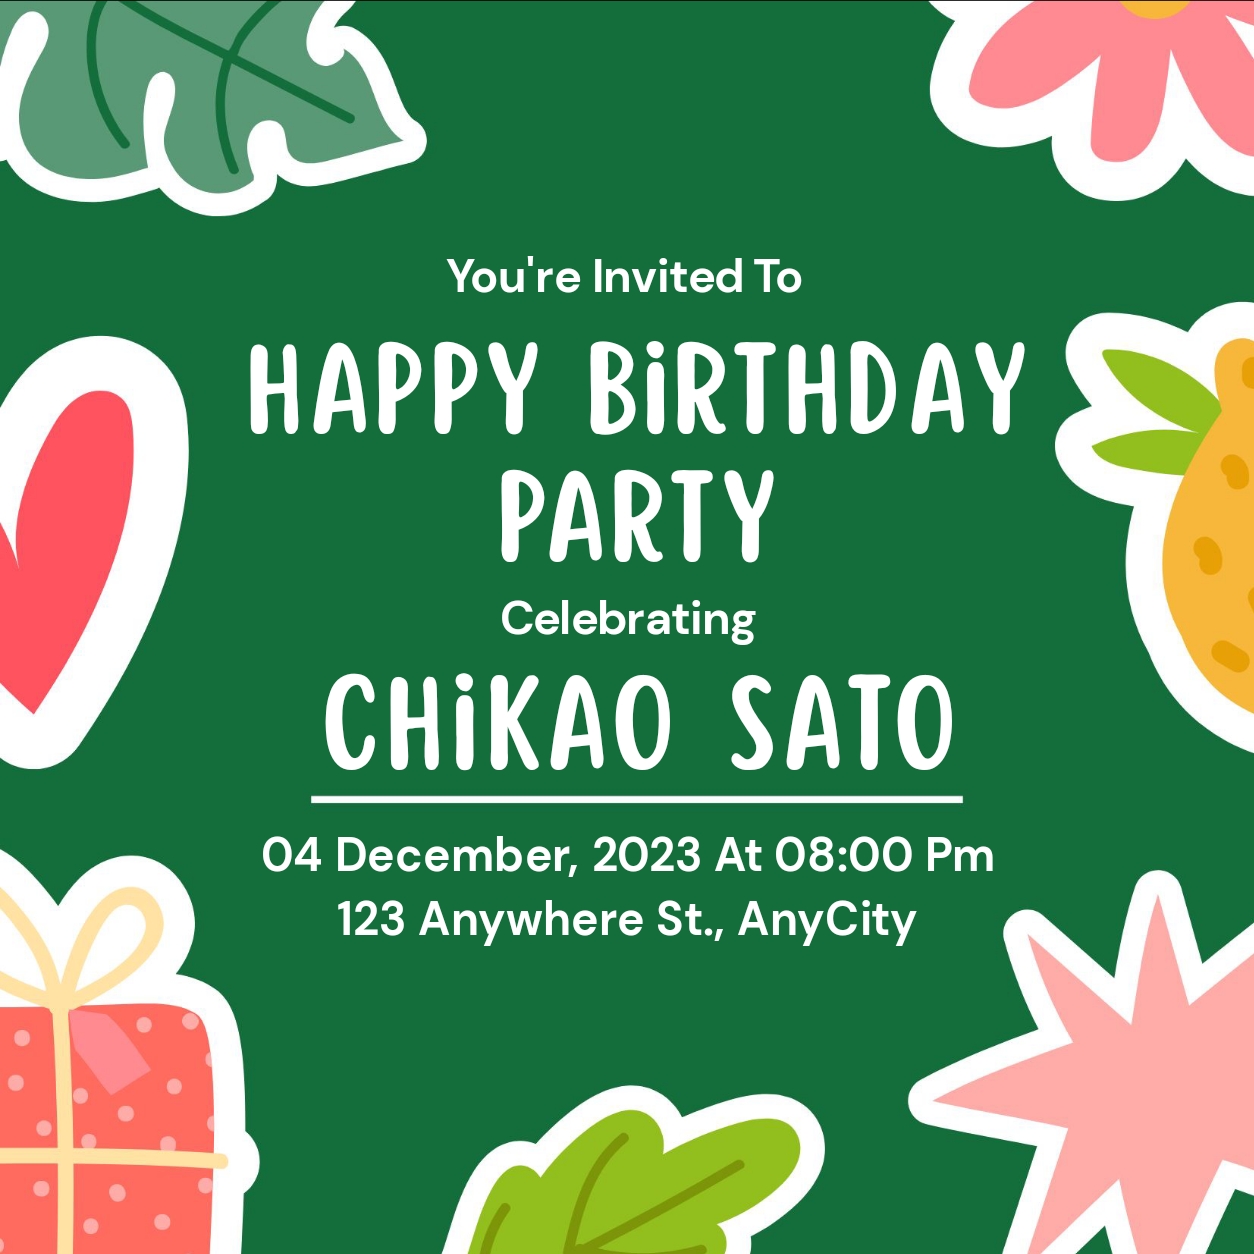 You're Invited To
HAPPY BiRTHDAY
PARTY
Celebrating
CHiKAO SATO
04 December, 2023 At 08:00 Pm
123 Anywhere St., AnyCity